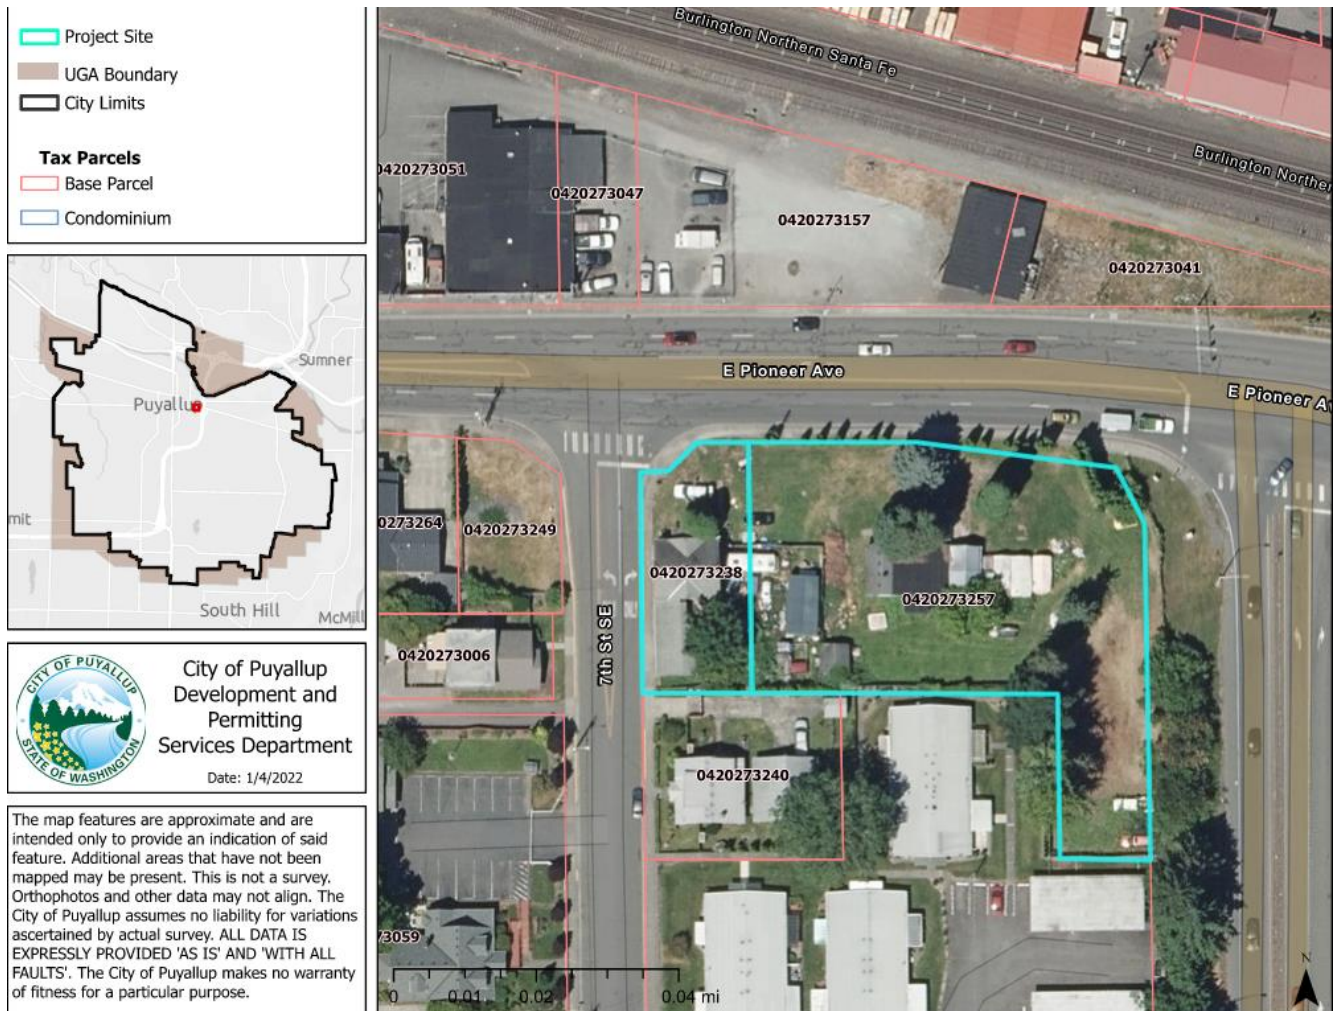 Project Site
UGA Boundary
City Limits
Tax Parcels
Base Parcel
Condominium
Sumner
Puyallup
mit
South Hill
McMill
CITY OF PUYALLUP
STATE OF WASHINGTON
City of Puyallup
Development and
Permitting
Services Department
Date: 1/4/2022
The map features are approximate and are
intended only to provide an indication of said
feature. Additional areas that have not been
mapped may be present. This is not a survey.
Orthophotos and other data may not align. The
City of Puyallup assumes no liability for variations
ascertained by actual survey. ALL DATA IS
EXPRESSLY PROVIDED 'AS IS' AND 'WITH ALL
FAULTS'. The City of Puyallup makes no warranty
of fitness for a particular purpose.
Burlington Northern Santa Fe
Burlington Norther
0420273051
0420273047
0420273157
0420273041
E Pioneer Ave
E Pioneer A
0273264
0420273249
0420273238
0420273257
0420273006
7th St SE
0420273240
73059
0 0.01 0.02 0.04 mi
N